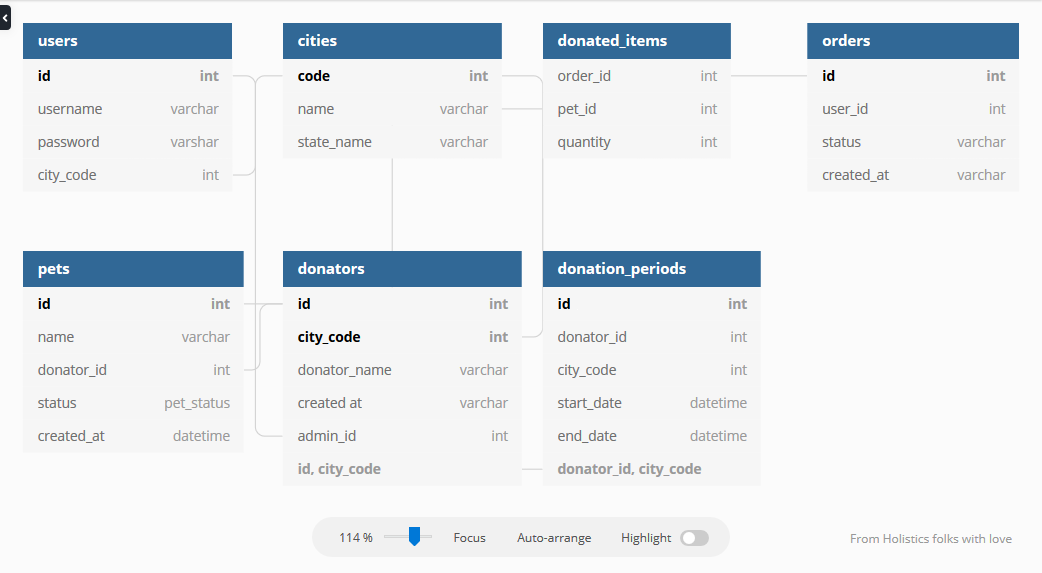 users
id int
username varchar
password varshar
city_code int
cities
code int
name varchar
state_name varchar
donated_items
order_id int
pet_id int
quantity int
orders
id int
user_id int
status varchar
created_at varchar
pets
id int
name varchar
donator_id int
status pet_status
created_at datetime
donators
id int
city_code int
donator_name varchar
created at varchar
admin_id int
id, city_code
donation_periods
id int
donator_id int
city_code int
start_date datetime
end_date datetime
donator_id, city_code
114 % Focus Auto-arrange Highlight
From Holistics folks with love